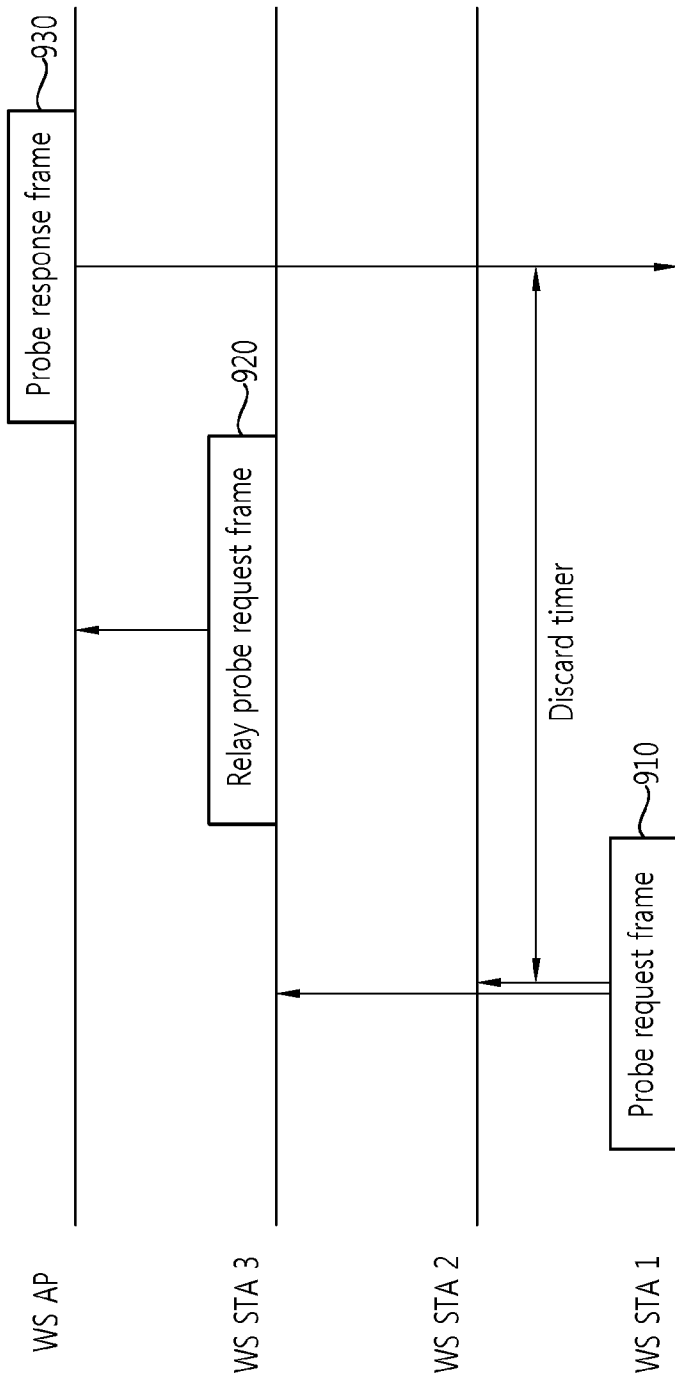 WS AP
Probe response frame
930
WS STA 3
Relay probe request frame
920
WS STA 2
Discard timer
WS STA 1
Probe request frame
910